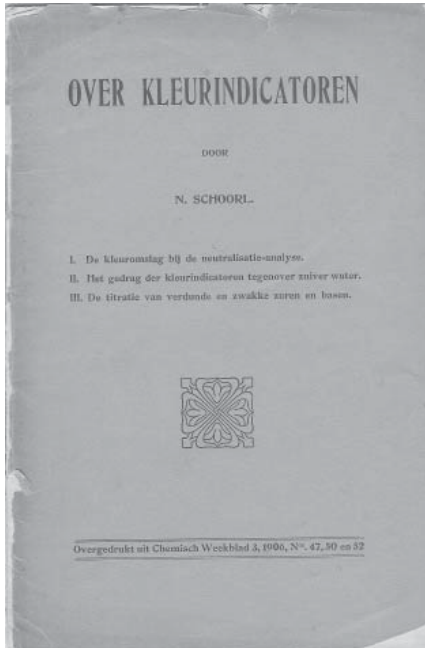 OVER KLEURINDICATOREN
DOOR
N. SCHOORL.
I. De kleuromslag bij de neutralisatie-analyse.
II. Het gedrag der kleurindicatoren tegenover zuiver water.
III. De titratie van verdunde en zwakke zuren en basen.
Overgedrukt uit Chemisch Weekblad 3, 1906, Nos. 47, 50 en 52